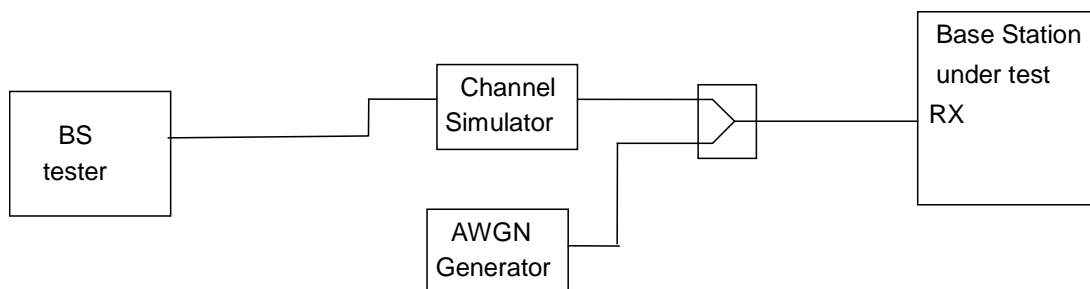 BS
tester
Channel
Simulator
AWGN
Generator
Base Station
under test
RX